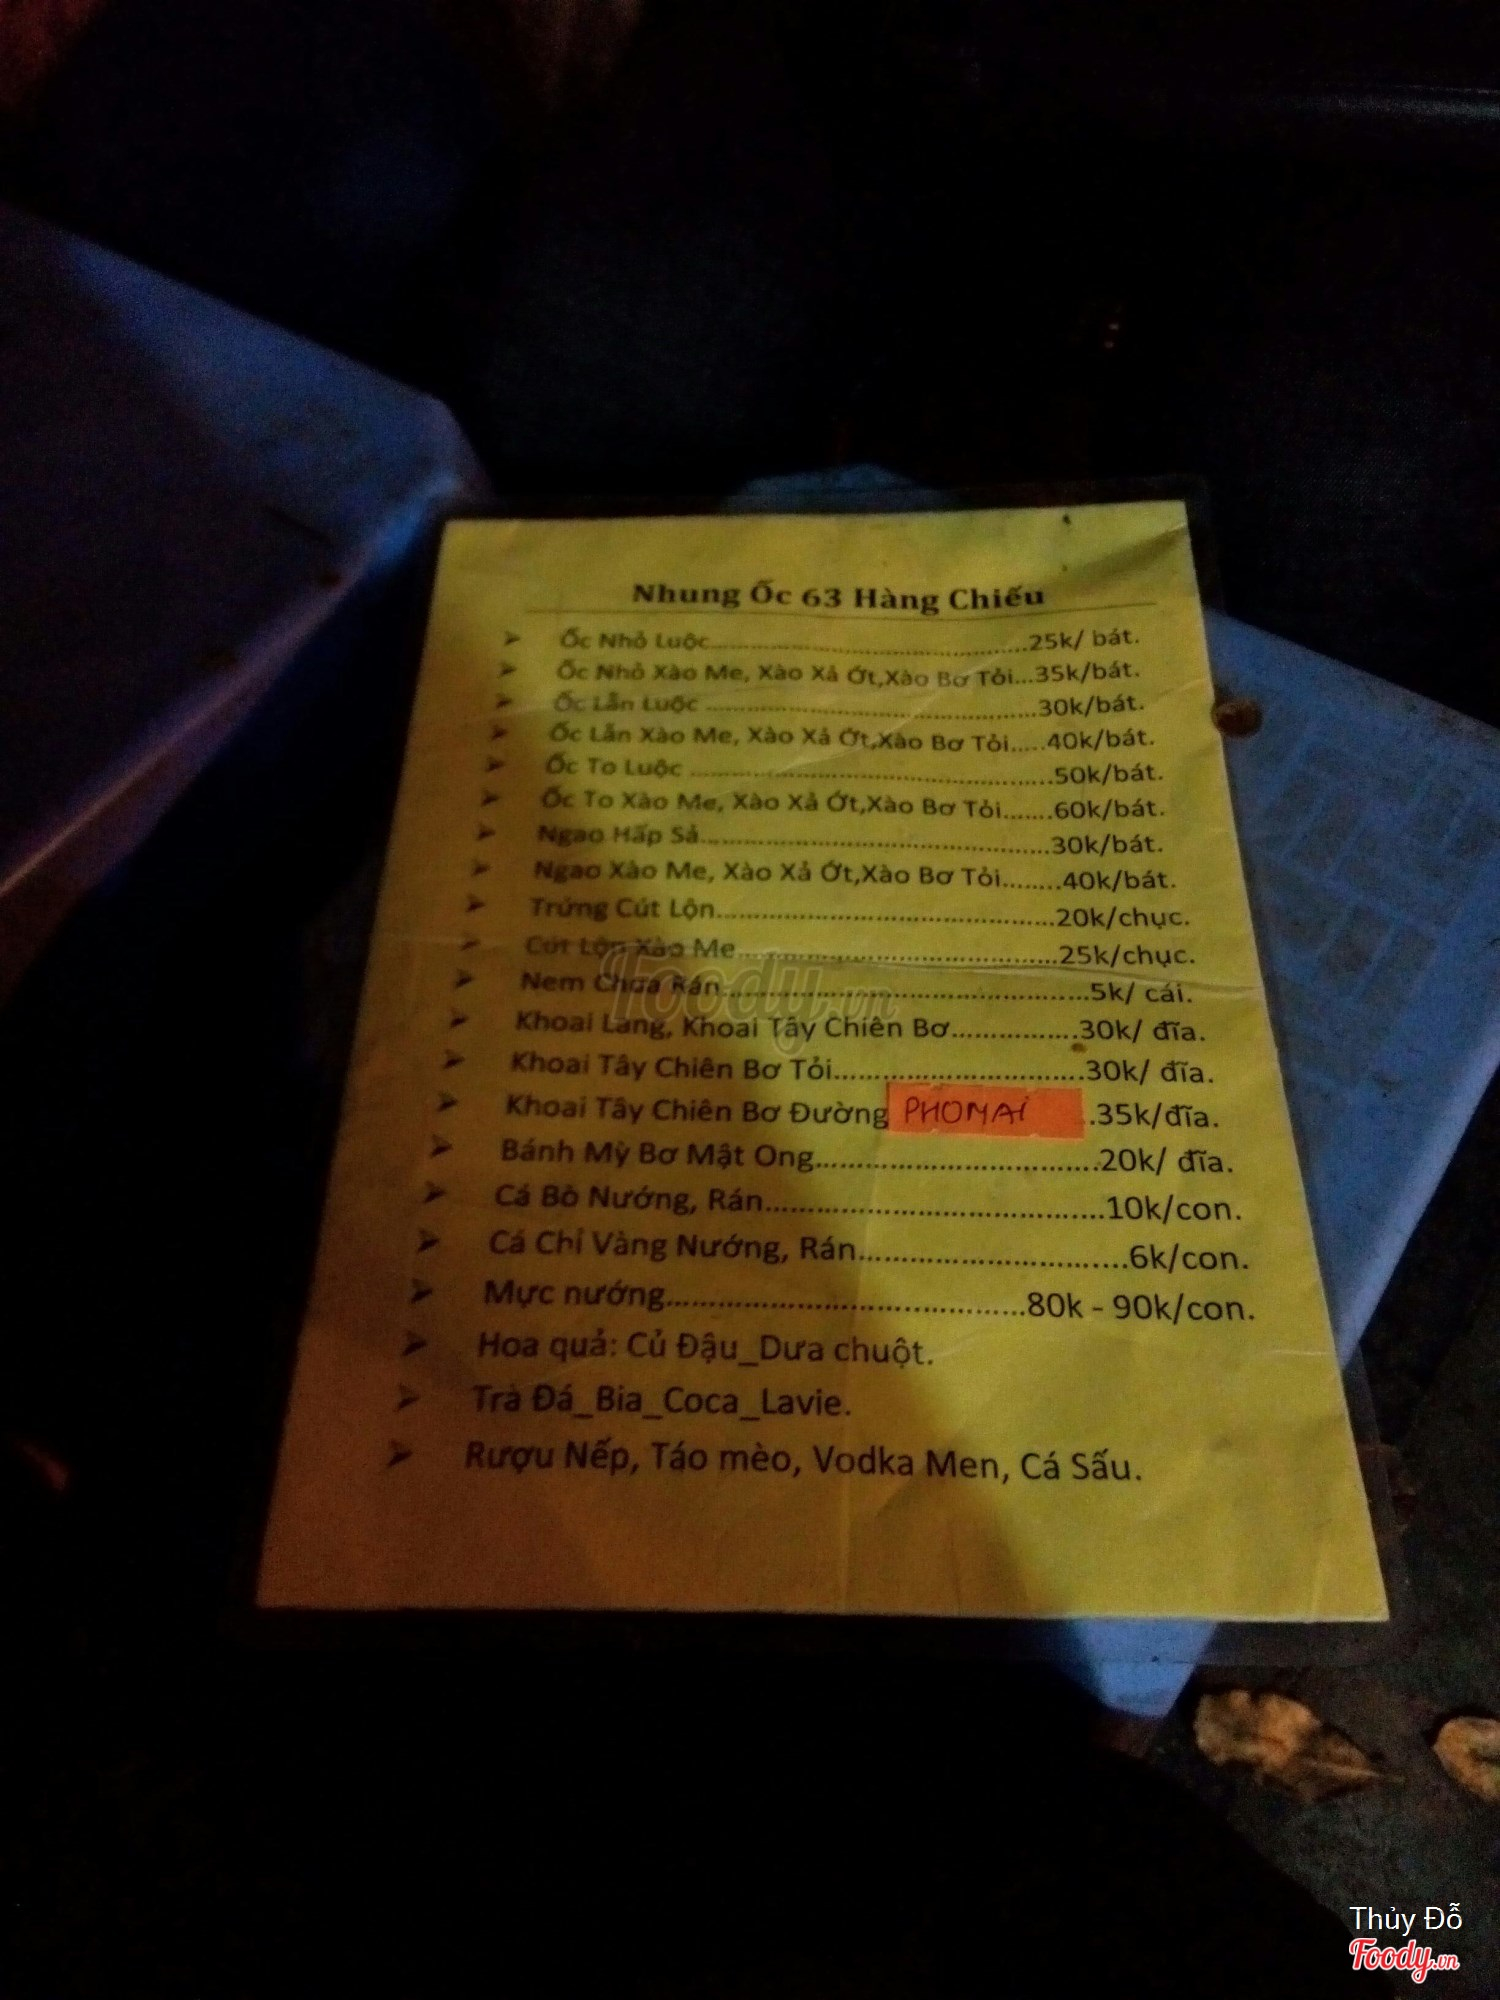 Nhung Ốc 63 Hàng Chiếu
➢ Ốc Nhỏ Luộc.......................................25k/ bát.
➢ Ốc Nhỏ Xào Me, Xào Xả Ớt,Xào Bơ Tỏi...35k/bát.
➢ Ốc Lẫn Luộc .........................................30k/bát.
➢ Ốc Lẫn Xào Me, Xào Xả Ớt,Xào Bơ Tỏi.....40k/bát.
➢ Ốc To Luộc ............................................50k/bát.
➢ Ốc To Xào Me, Xào Xả Ớt,Xào Bơ Tỏi.......60k/bát.
➢ Ngao Hấp Sả..........................................30k/bát.
➢ Ngao Xào Me, Xào Xả Ớt,Xào Bơ Tỏi........40k/bát.
➢ Trứng Cút Lộn.........................................20k/chục.
➢ Cút Lộn Xào Me.......................................25k/chục.
➢ Nem Chua Rán............................................5k/ cái.
➢ Khoai Lang, Khoai Tây Chiên Bơ................30k/ đĩa.
➢ Khoai Tây Chiên Bơ Tỏi...............................30k/ đĩa.
➢ Khoai Tây Chiên Bơ Đường PHOMAI ..35k/đĩa.
➢ Bánh Mỳ Bơ Mật Ong..................................20k/ đĩa.
➢ Cá Bò Nướng, Rán.........................................10k/con.
➢ Cá Chỉ Vàng Nướng, Rán.................................6k/con.
➢ Mực nướng...........................................80k - 90k/con.
➢ Hoa quả: Củ Đậu_Dưa chuột.
➢ Trà Đá_Bia_Coca_Lavie.
➢ Rượu Nếp, Táo mèo, Vodka Men, Cá Sấu.
Foody.vn
Thủy Đỗ
Foody.vn